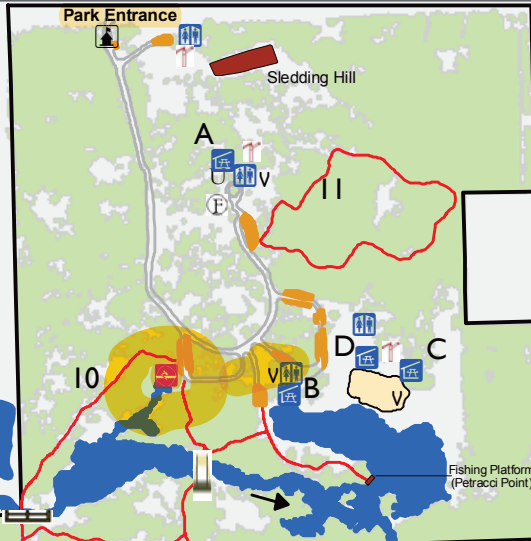 Park Entrance
Sledding Hill
A
U
V
F
11
D
C
10
V
B
V
Fishing Platform
(Petracci Point)